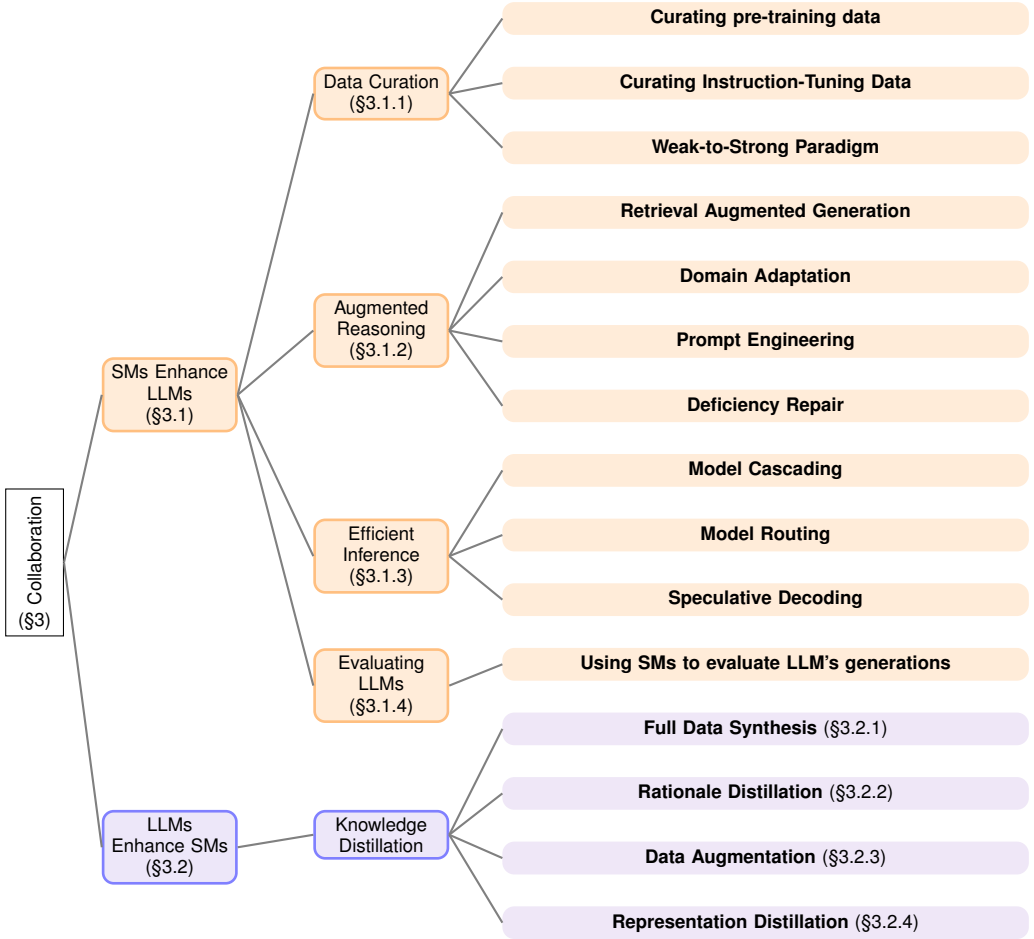 Collaboration
(§3)
SMs Enhance
LLMs
(§3.1)
Data Curation
(§3.1.1)
Curating pre-training data
Curating Instruction-Tuning Data
Weak-to-Strong Paradigm
Augmented
Reasoning
(§3.1.2)
Retrieval Augmented Generation
Domain Adaptation
Prompt Engineering
Deficiency Repair
Efficient
Inference
(§3.1.3)
Model Cascading
Model Routing
Speculative Decoding
Evaluating
LLMs
(§3.1.4)
Using SMs to evaluate LLM's generations
LLMs
Enhance SMs
(§3.2)
Knowledge
Distillation
Full Data Synthesis (§3.2.1)
Rationale Distillation (§3.2.2)
Data Augmentation (§3.2.3)
Representation Distillation (§3.2.4)